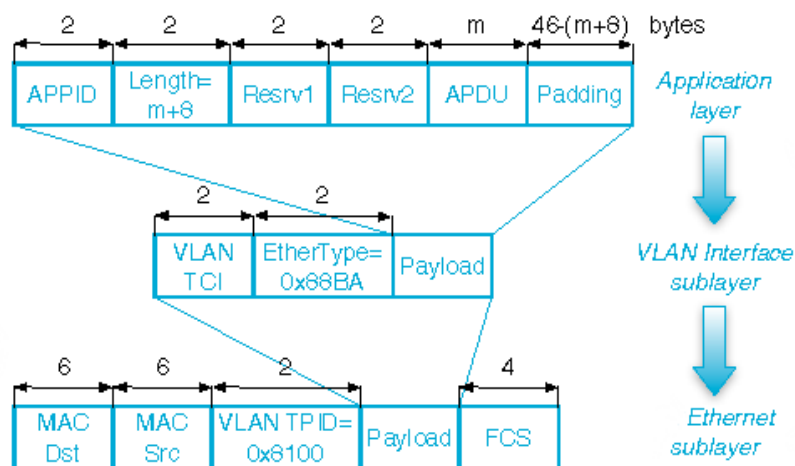 2 2 2 2 m 46-(m+8) bytes
APPID Length= m+8 Resrv1 Resrv2 APDU Padding
Application
layer
2 2
VLAN
TCI
EtherType=
0x88BA
Payload
VLAN Interface
sublayer
6 6 2 4
MAC
Dst
MAC
Src
VLAN TPID=
0x8100
Payload
FCS
Ethernet
sublayer